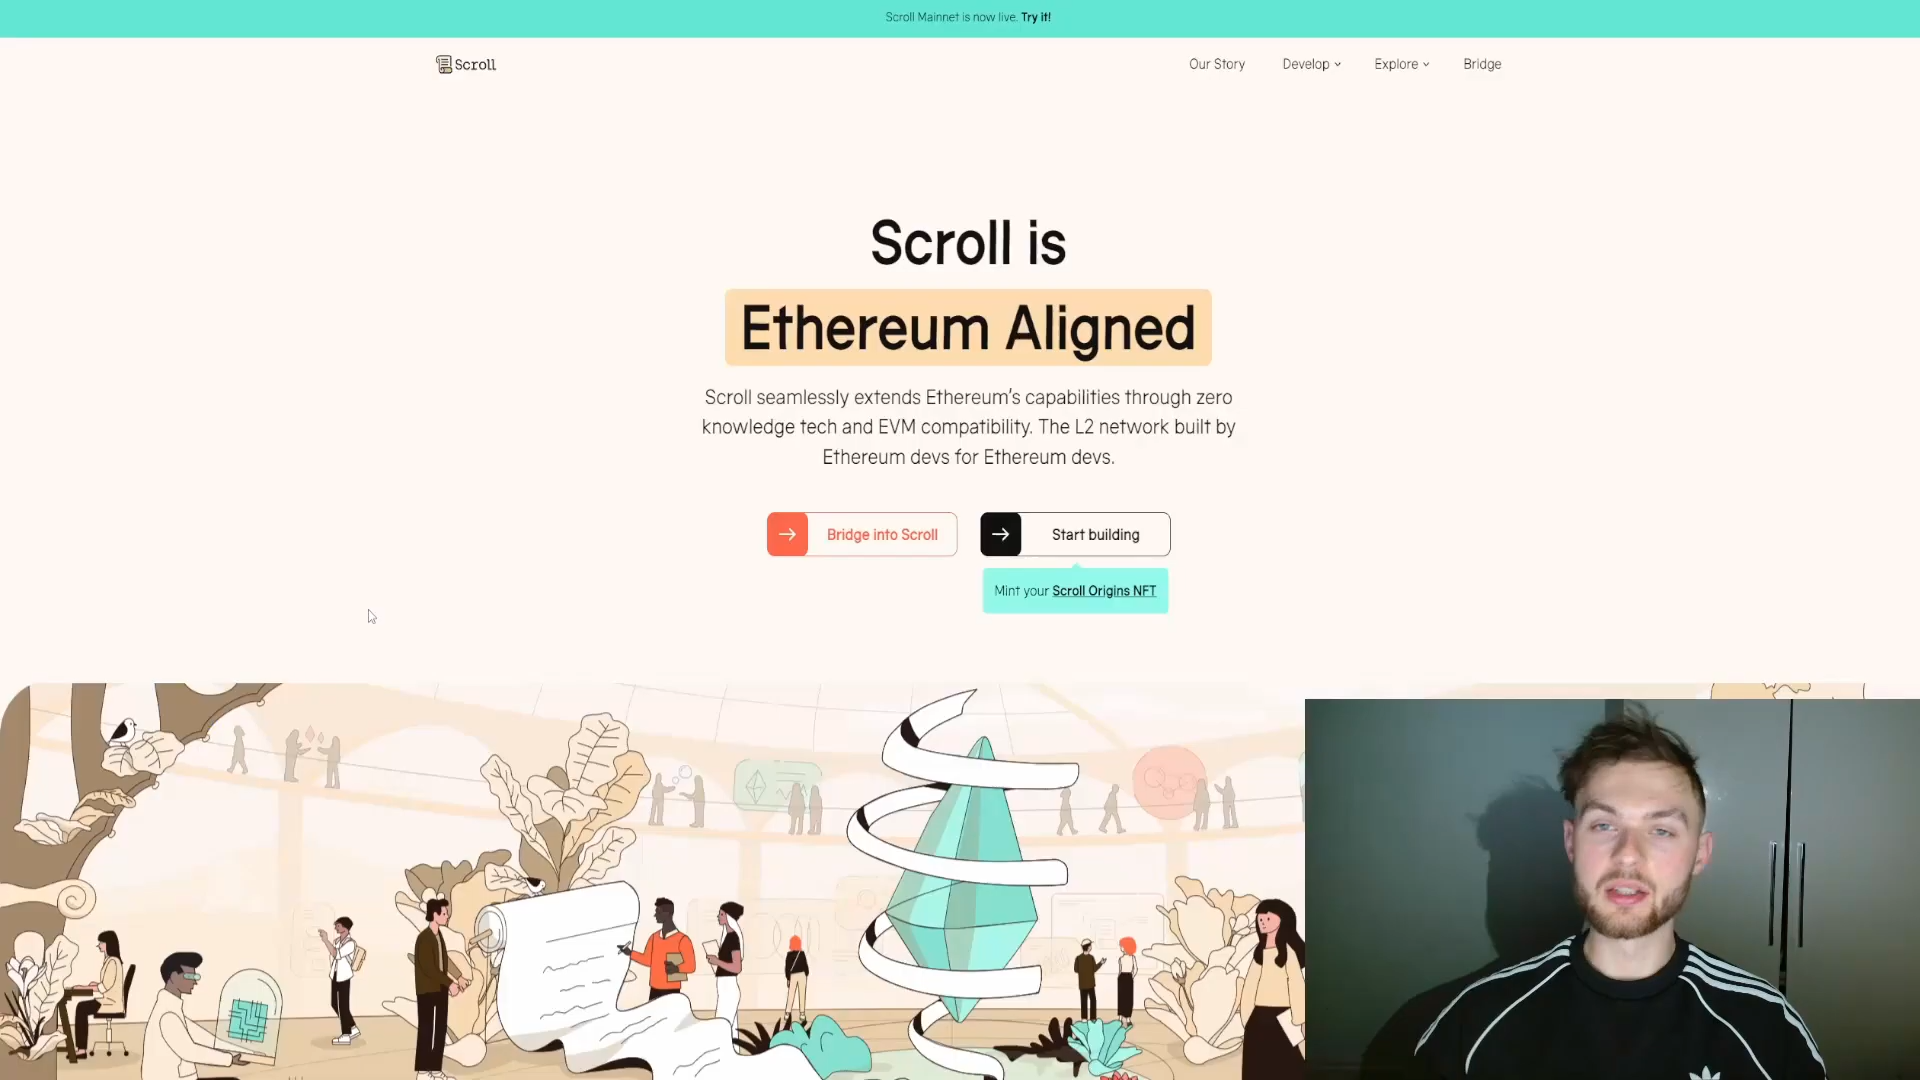 Scroll Mainnet is now live. Try it!
Scroll
Our Story Develop Explore Bridge
Scroll is
Ethereum Aligned
Scroll seamlessly extends Ethereum's capabilities through zero
knowledge tech and EVM compatibility. The L2 network built by
Ethereum devs for Ethereum devs.
Bridge into Scroll
Start building
Mint your Scroll Origins NFT